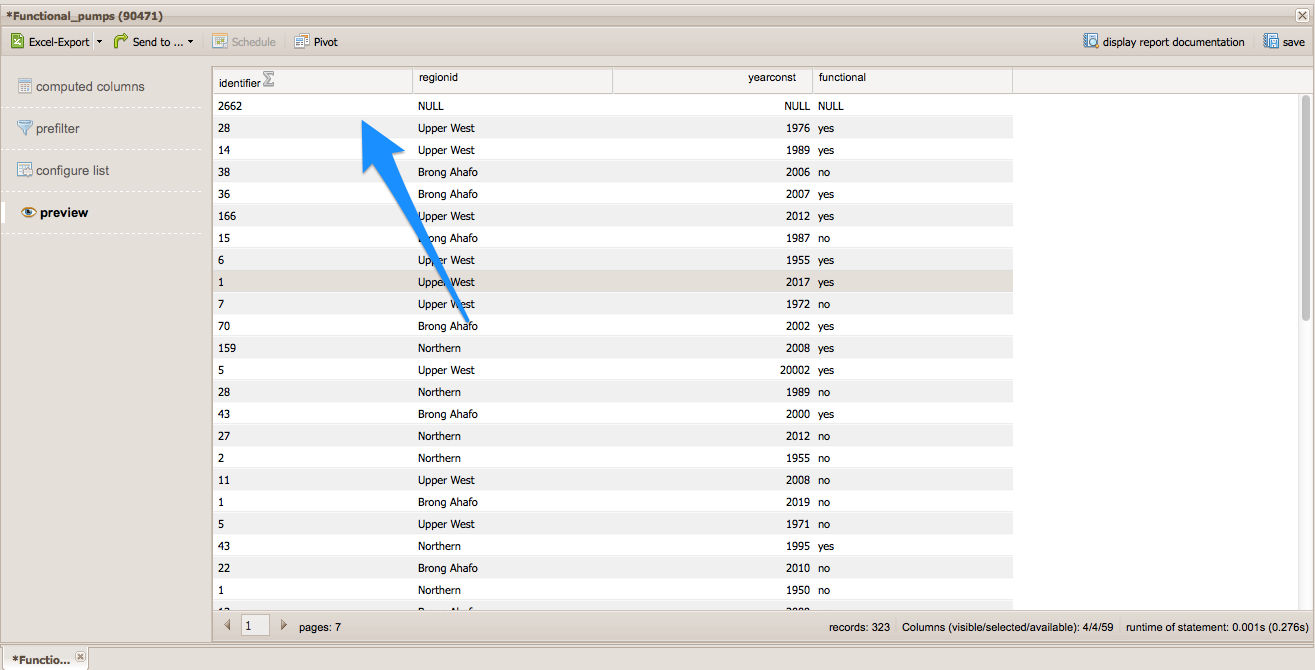 *Functional_pumps (90471)
Excel-Export Send to ... Schedule Pivot display report documentation save
computed columns
prefilter
configure list
preview
identifier Σ regionid yearconst functional
2662 NULL NULL NULL
28 Upper West 1976 yes
14 Upper West 1989 yes
38 Brong Ahafo 2006 no
36 Brong Ahafo 2007 yes
166 Upper West 2012 yes
15 Brong Ahafo 1987 no
6 Upper West 1955 yes
1 Upper West 2017 yes
7 Upper West 1972 no
70 Brong Ahafo 2002 yes
159 Northern 2008 yes
5 Upper West 20002 yes
28 Northern 1989 no
43 Brong Ahafo 2000 yes
27 Northern 2012 no
2 Northern 1955 no
11 Upper West 2008 no
1 Brong Ahafo 2019 no
5 Upper West 1971 no
43 Northern 1995 yes
22 Brong Ahafo 2010 no
1 Northern 1950 no
1 pages: 7 records: 323 Columns (visible/selected/available): 4/4/59 runtime of statemnt: 0.001s (0.276s)
*Functio...